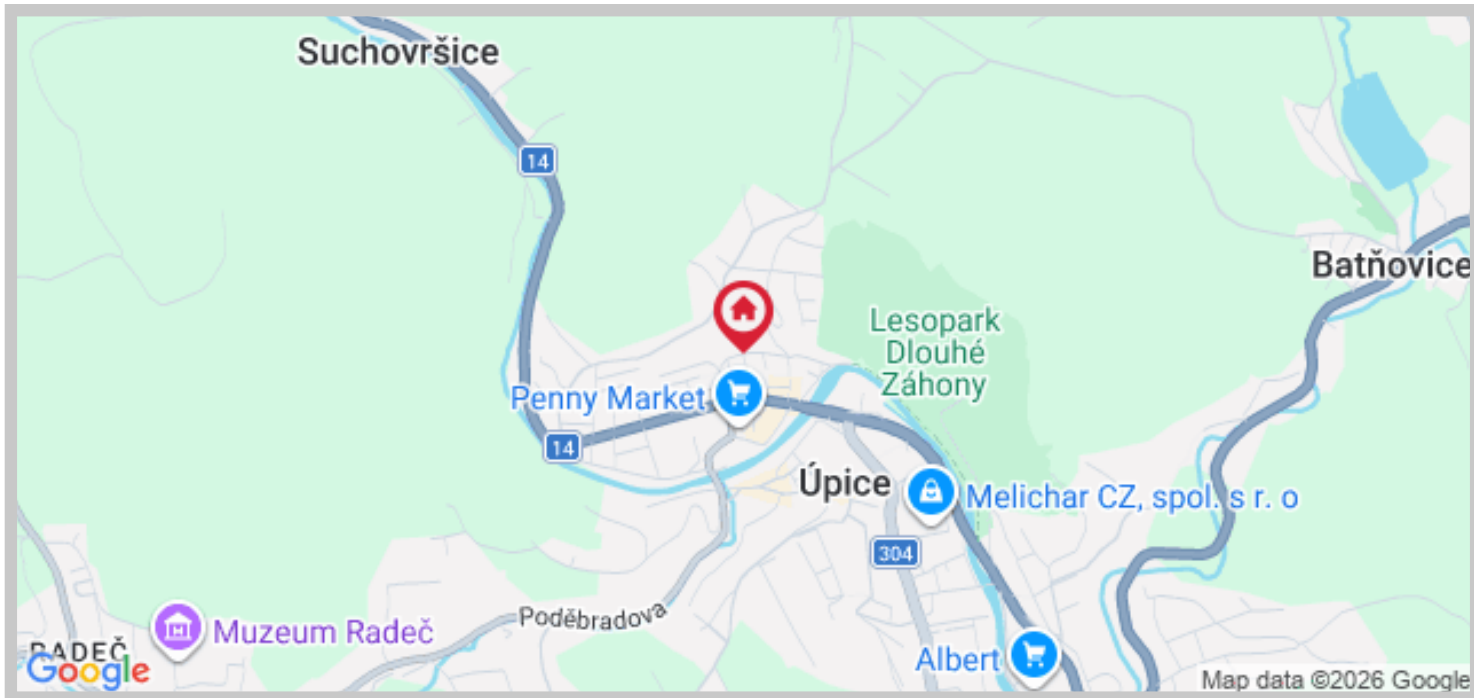 Suchovršice
14
Batňovice
Lesopark
Dlouhé
Záhony
Penny Market
14
Úpice
Melichar CZ, spol. s r. o
304
Poděbradova
Muzeum Radeč
RADEČ
Albert
Google
Map data ©2026 Google